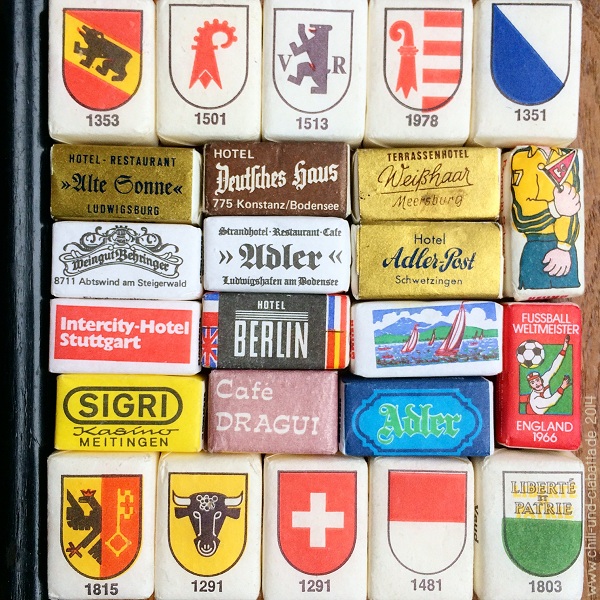 V R
1353
1501
1513
1978
1351
HOTEL - RESTAURANT
»Alte Sonne«
LUDWIGSBURG
HOTEL
Deutsches Haus
775 Konstanz/Bodensee
TERRASSENHOTEL
Weißhaar
Meersburg
7
Weingut Behringer
8711 Abtswind am Steigerwald
Strandhotel-Restaurant-Cafe
»Adler«
Ludwigshafen am Bodensee
Hotel
Adler-Post
Schwetzingen
Intercity-Hotel
Stuttgart
HOTEL
BERLIN
FUSSBALL
WELTMEISTER
ENGLAND
1966
SIGRI
Kasino
MEITINGEN
Café
DRAGUI
Adler
LIBERTÉ
ET
PATRIE
1815
1291
1291
1481
1803
www.chili-und-ciabatta.de 2014